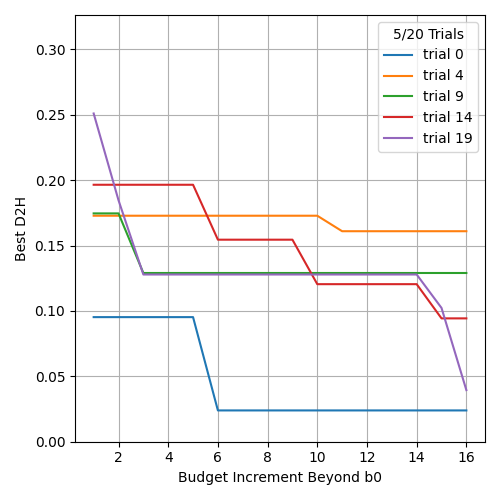 5/20 Trials
trial 0
trial 4
trial 9
trial 14
trial 19
Best D2H
0.30
0.25
0.20
0.15
0.10
0.05
0.00
2 4 6 8 10 12 14 16
Budget Increment Beyond b0